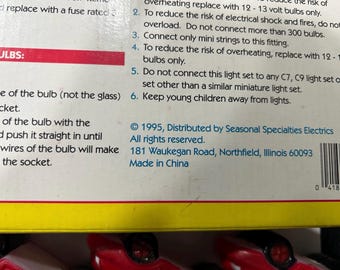 overheating replace with 12 - 13 volt bulbs only.
replace with a fuse rated
2. To reduce the risk of electrical shock and fires, do not
overload. Do not connect more than 300 bulbs.
3. Connect only mini strings to this fitting.
4. To reduce the risk of overheating, replace with 12 -
bulbs only.
5. Do not connect this light set to any C7, C9 light set
set other than a similar miniature light set.
6. Keep young children away from lights.
BULBS:
e of the bulb (not the glass)
cket.
of the bulb with the
d push it straight in until
wires of the bulb will make
the socket.
© 1995, Distributed by Seasonal Specialties Electrics
All rights reserved.
181 Waukegan Road, Northfield, Illinois 60093
Made in China
0 418